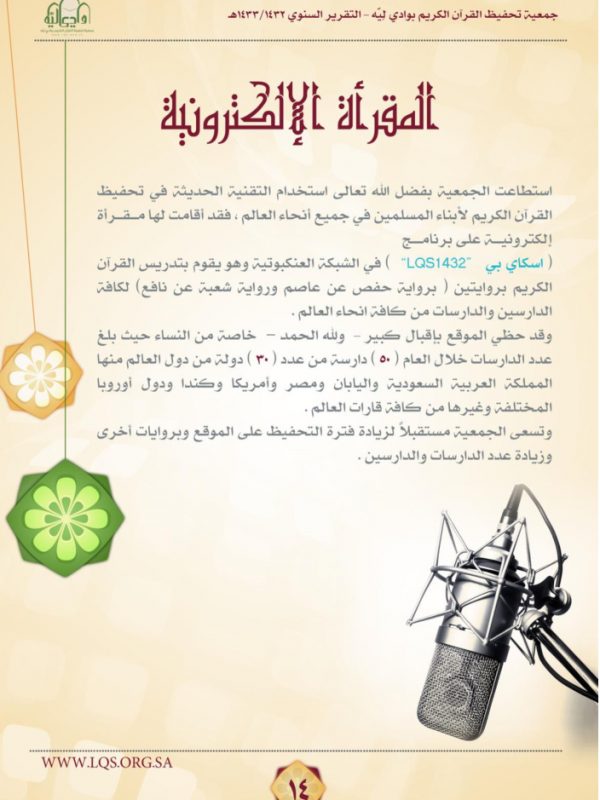 جمعية تحفيظ القرآن الكريم بوادي ليّه - التقرير السنوي ١٤٣٣/١٤٣٢هـ
المقرأة الإلكترونية
استطاعت الجمعية بفضل الله تعالى استخدام التقنية الحديثة في تحفيظ
القرآن الكريم لأبناء المسلمين في جميع أنحاء العالم ، فقد أقامت لها مقـرأة
إلكترونيــة على برنامــج
( اسكاي بي "LQS1432" ) في الشبكة العنكبوتية وهو يقوم بتدريس القرآن
الكريم بروايتين ( برواية حفص عن عاصم ورواية شعبة عن نافع) لكافة
الدارسين والدارسات من كافة انحاء العالم .
وقد حظي الموقع بإقبال كبير - ولله الحمد – خاصة من النساء حيث بلغ
عدد الدارسات خلال العام ( ٥٠ ) دارسة من عدد ( ٣٠ ) دولة من دول العالم منها
المملكة العربية السعودية واليابان ومصر وأمريكا وكندا ودول أوروبا
المختلفة وغيرها من كافة قارات العالم .
وتسعى الجمعية مستقبلاً لزيادة فترة التحفيظ على الموقع وبروايات أخرى
وزيادة عدد الدارسات والدارسين .
WWW.LQS.ORG.SA
١٤